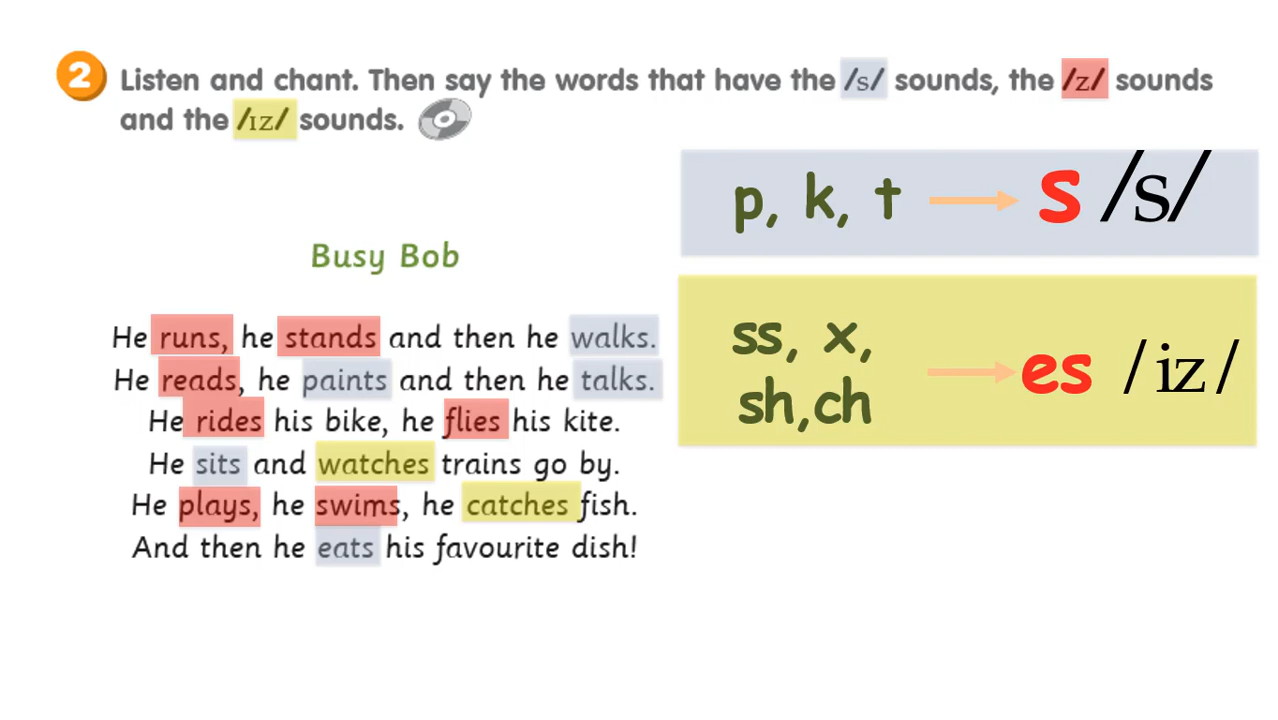 2 Listen and chant. Then say the words that have the /s/ sounds, the /z/ sounds
and the /ɪz/ sounds.
Busy Bob
He runs, he stands and then he walks.
He reads, he paints and then he talks.
He rides his bike, he flies his kite.
He sits and watches trains go by.
He plays, he swims, he catches fish.
And then he eats his favourite dish!
p, k, t s /s/
ss, x,
sh,ch es /iz/